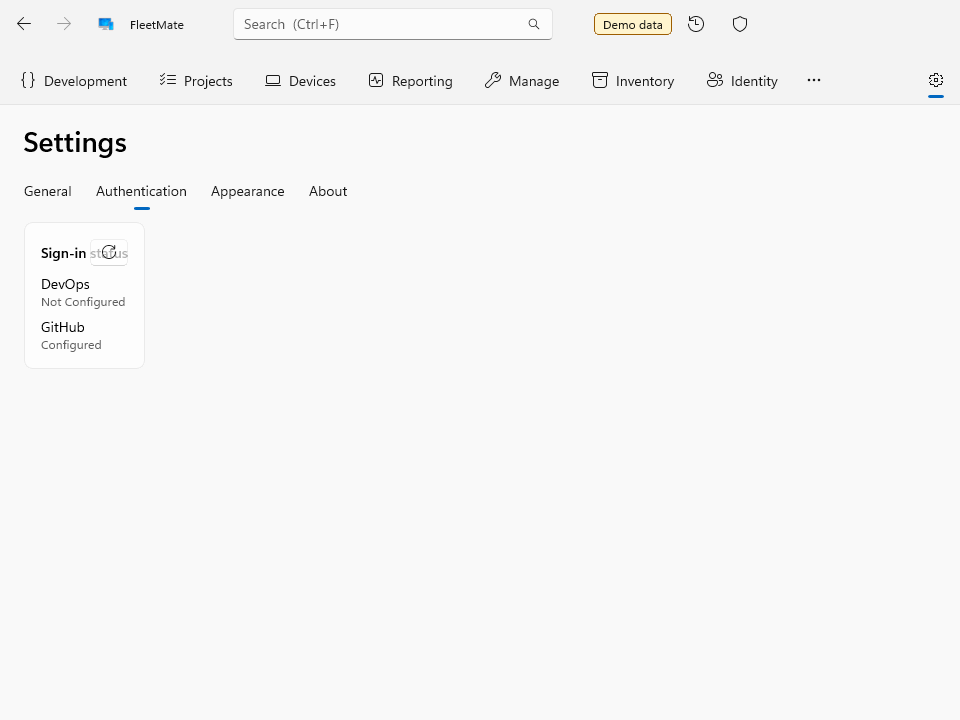 FleetMate
Search (Ctrl+F)
Demo data
Development
Projects
Devices
Reporting
Manage
Inventory
Identity
Settings
General
Authentication
Appearance
About
Sign-in status
DevOps
Not Configured
GitHub
Configured